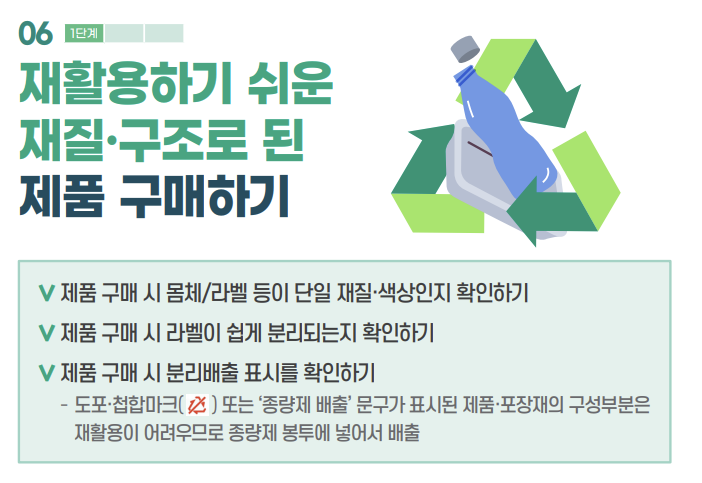 06 1단계
재활용하기 쉬운
재질·구조로 된
제품 구매하기
V 제품 구매 시 몸체/라벨 등이 단일 재질·색상인지 확인하기
V 제품 구매 시 라벨이 쉽게 분리되는지 확인하기
V 제품 구매 시 분리배출 표시를 확인하기
- 도포·첩합마크( ) 또는 ‘종량제 배출’ 문구가 표시된 제품·포장재의 구성부분은
재활용이 어려우므로 종량제 봉투에 넣어서 배출